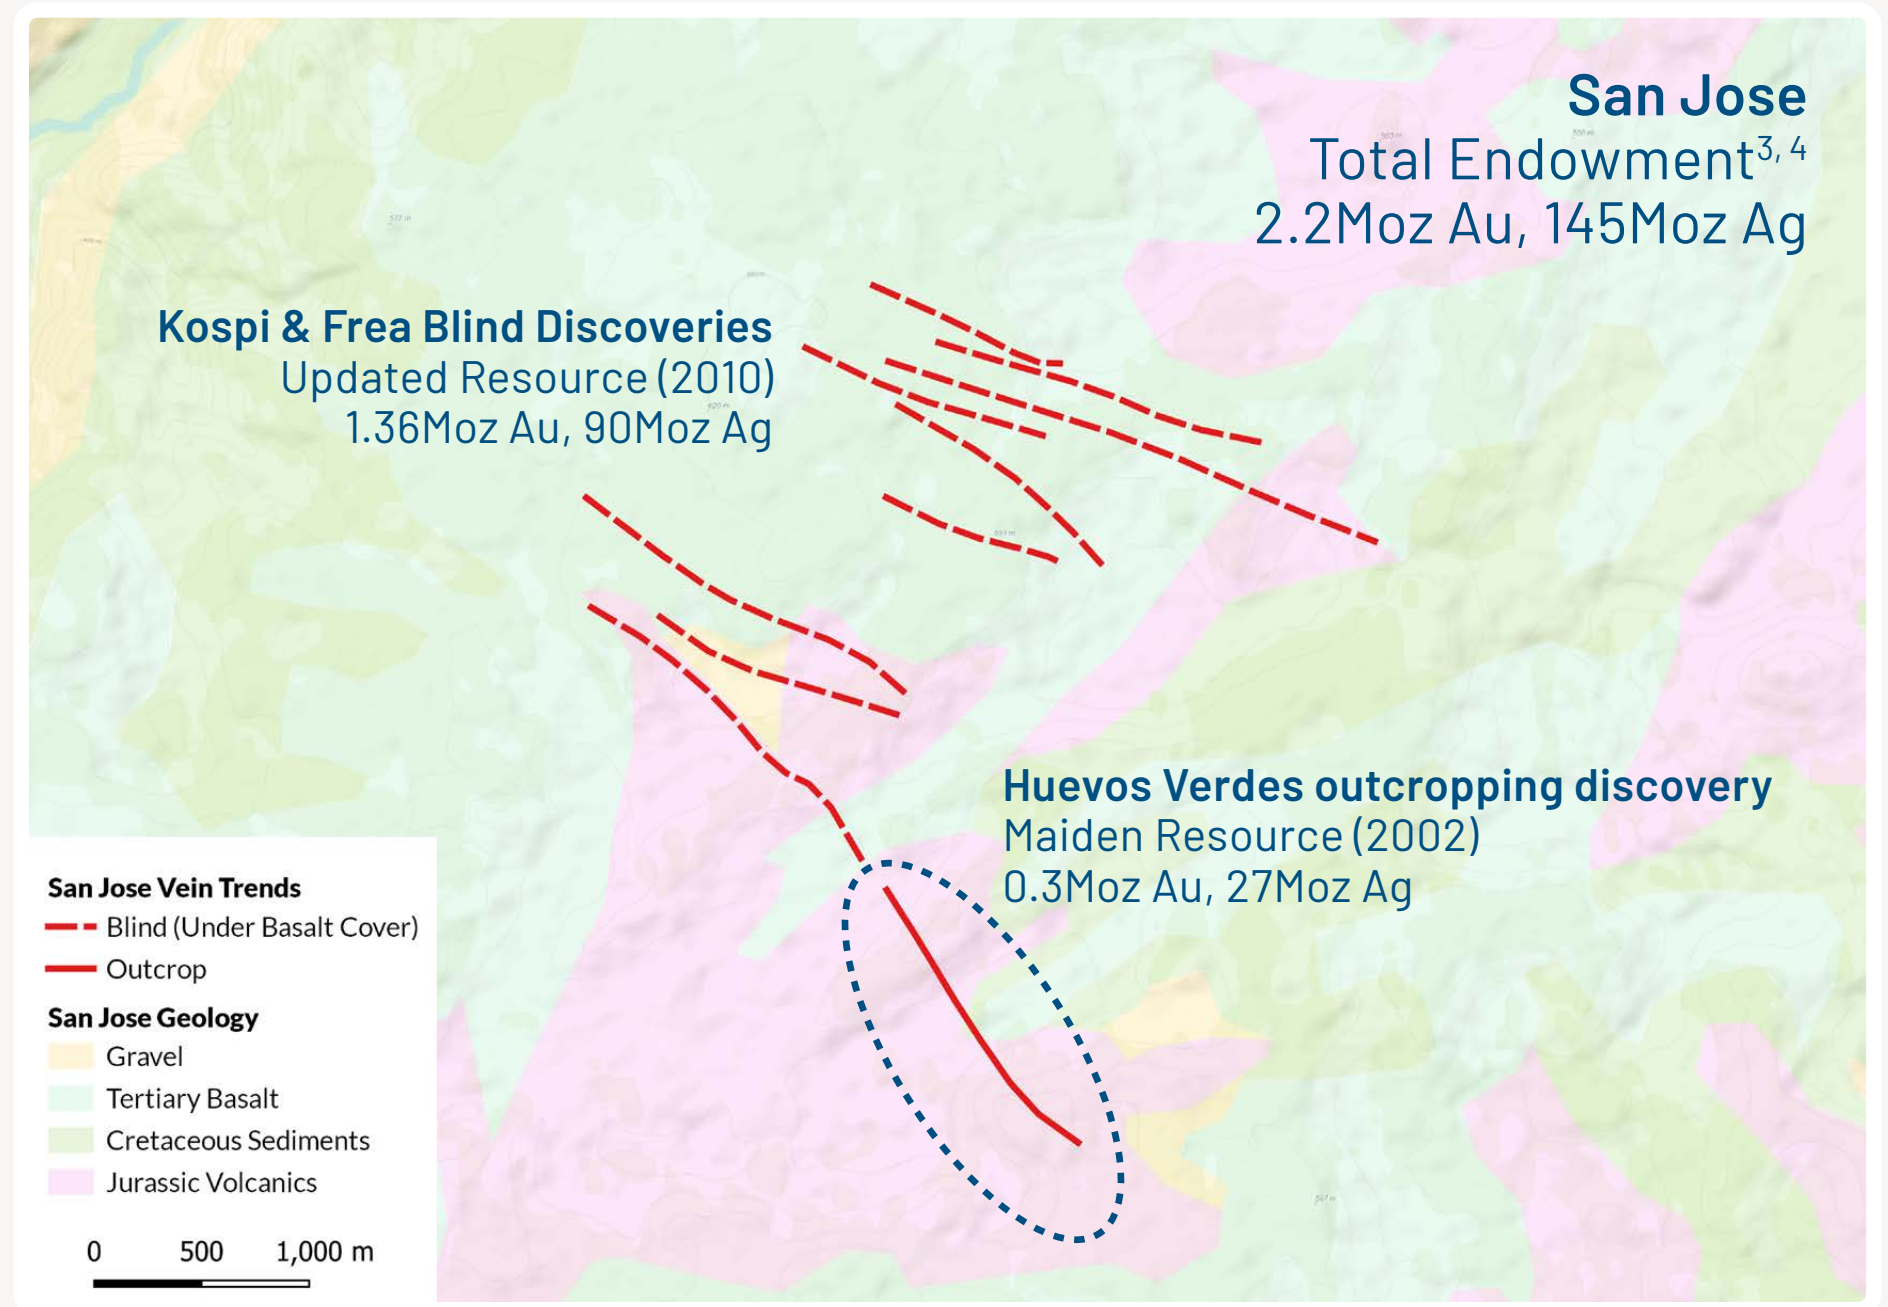 San Jose
Total Endowment3, 4
2.2Moz Au, 145Moz Ag
Kospi & Frea Blind Discoveries
Updated Resource (2010)
1.36Moz Au, 90Moz Ag
Huevos Verdes outcropping discovery
Maiden Resource (2002)
0.3Moz Au, 27Moz Ag
San Jose Vein Trends
Blind (Under Basalt Cover)
Outcrop
San Jose Geology
Gravel
Tertiary Basalt
Cretaceous Sediments
Jurassic Volcanics
0 500 1,000 m